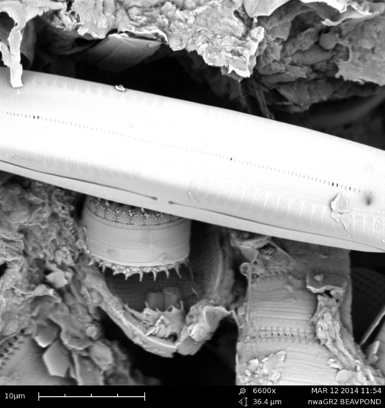 10µm
6600x MAR 12 2014 11:54
36.4 µm nwaGR2 BEAVPOND